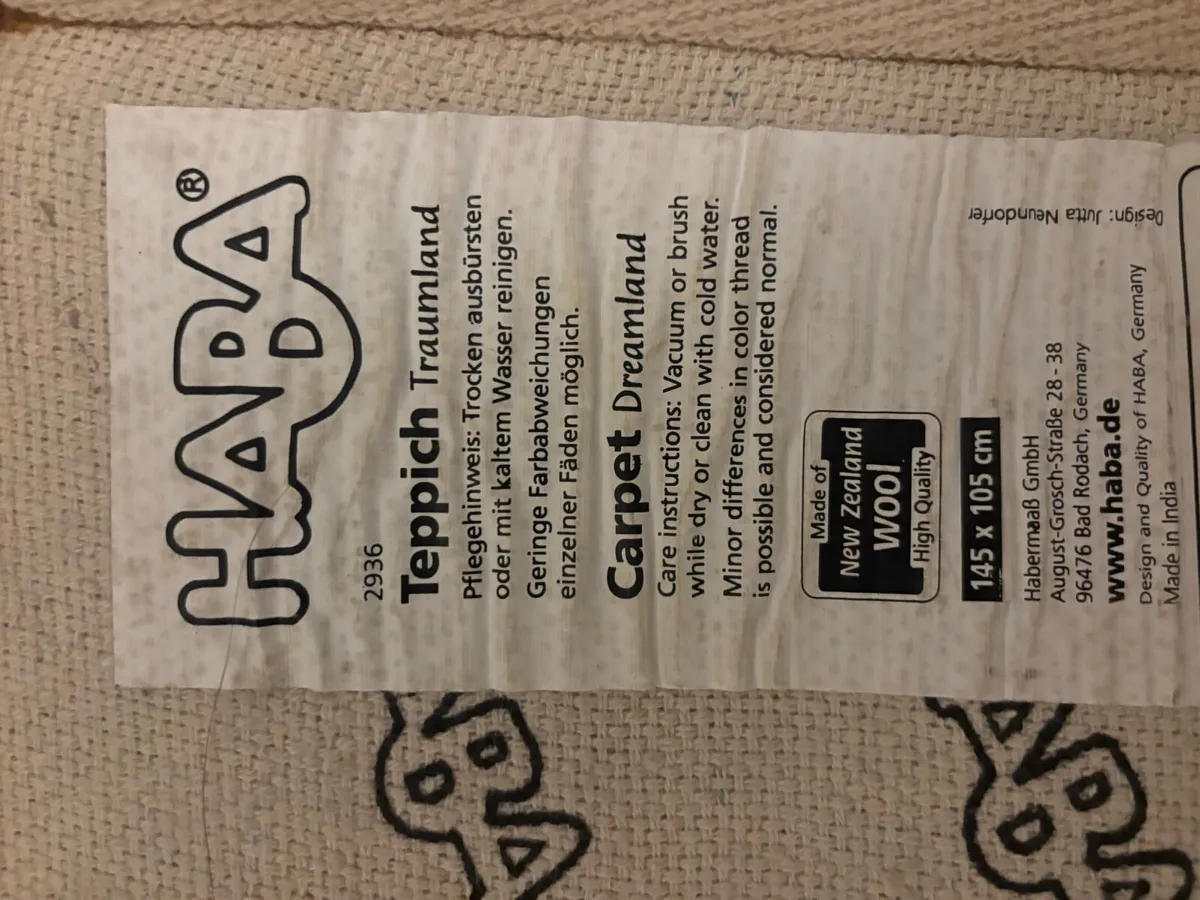 HABA®
2936
Teppich Traumland
Pflegehinweis: Trocken ausbürsten
oder mit kaltem Wasser reinigen.
Geringe Farbabweichungen
einzelner Fäden möglich.
Carpet Dreamland
Care instructions: Vacuum or brush
while dry or clean with cold water.
Minor differences in color thread
is possible and considered normal.
Made of
New Zealand
wool
High Quality
145 x 105 cm
Habermaaß GmbH
August-Grosch-Straße 28 - 38
96476 Bad Rodach, Germany
www.haba.de
Design and Quality of HABA, Germany
Made in India
Design: Jutta Neundorfer
HABA
HABA